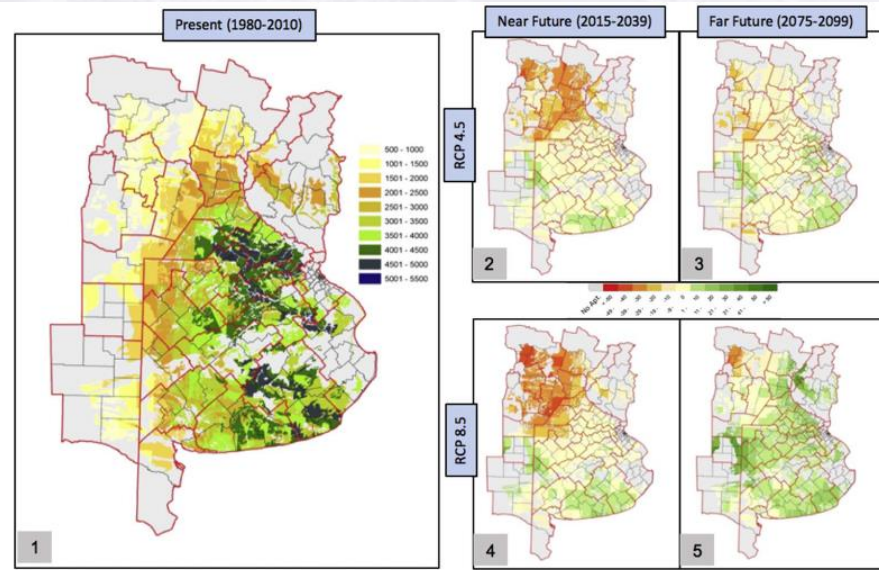 Present (1980-2010)
Near Future (2015-2039)
Far Future (2075-2099)
RCP 4.5
500 - 1000
1001 - 1500
1501 - 2000
2001 - 2500
2501 - 3000
3001 - 3500
3501 - 4000
4001 - 4500
4501 - 5000
5001 - 5500
1
2
3
No Apt.
RCP 8.5
4
5